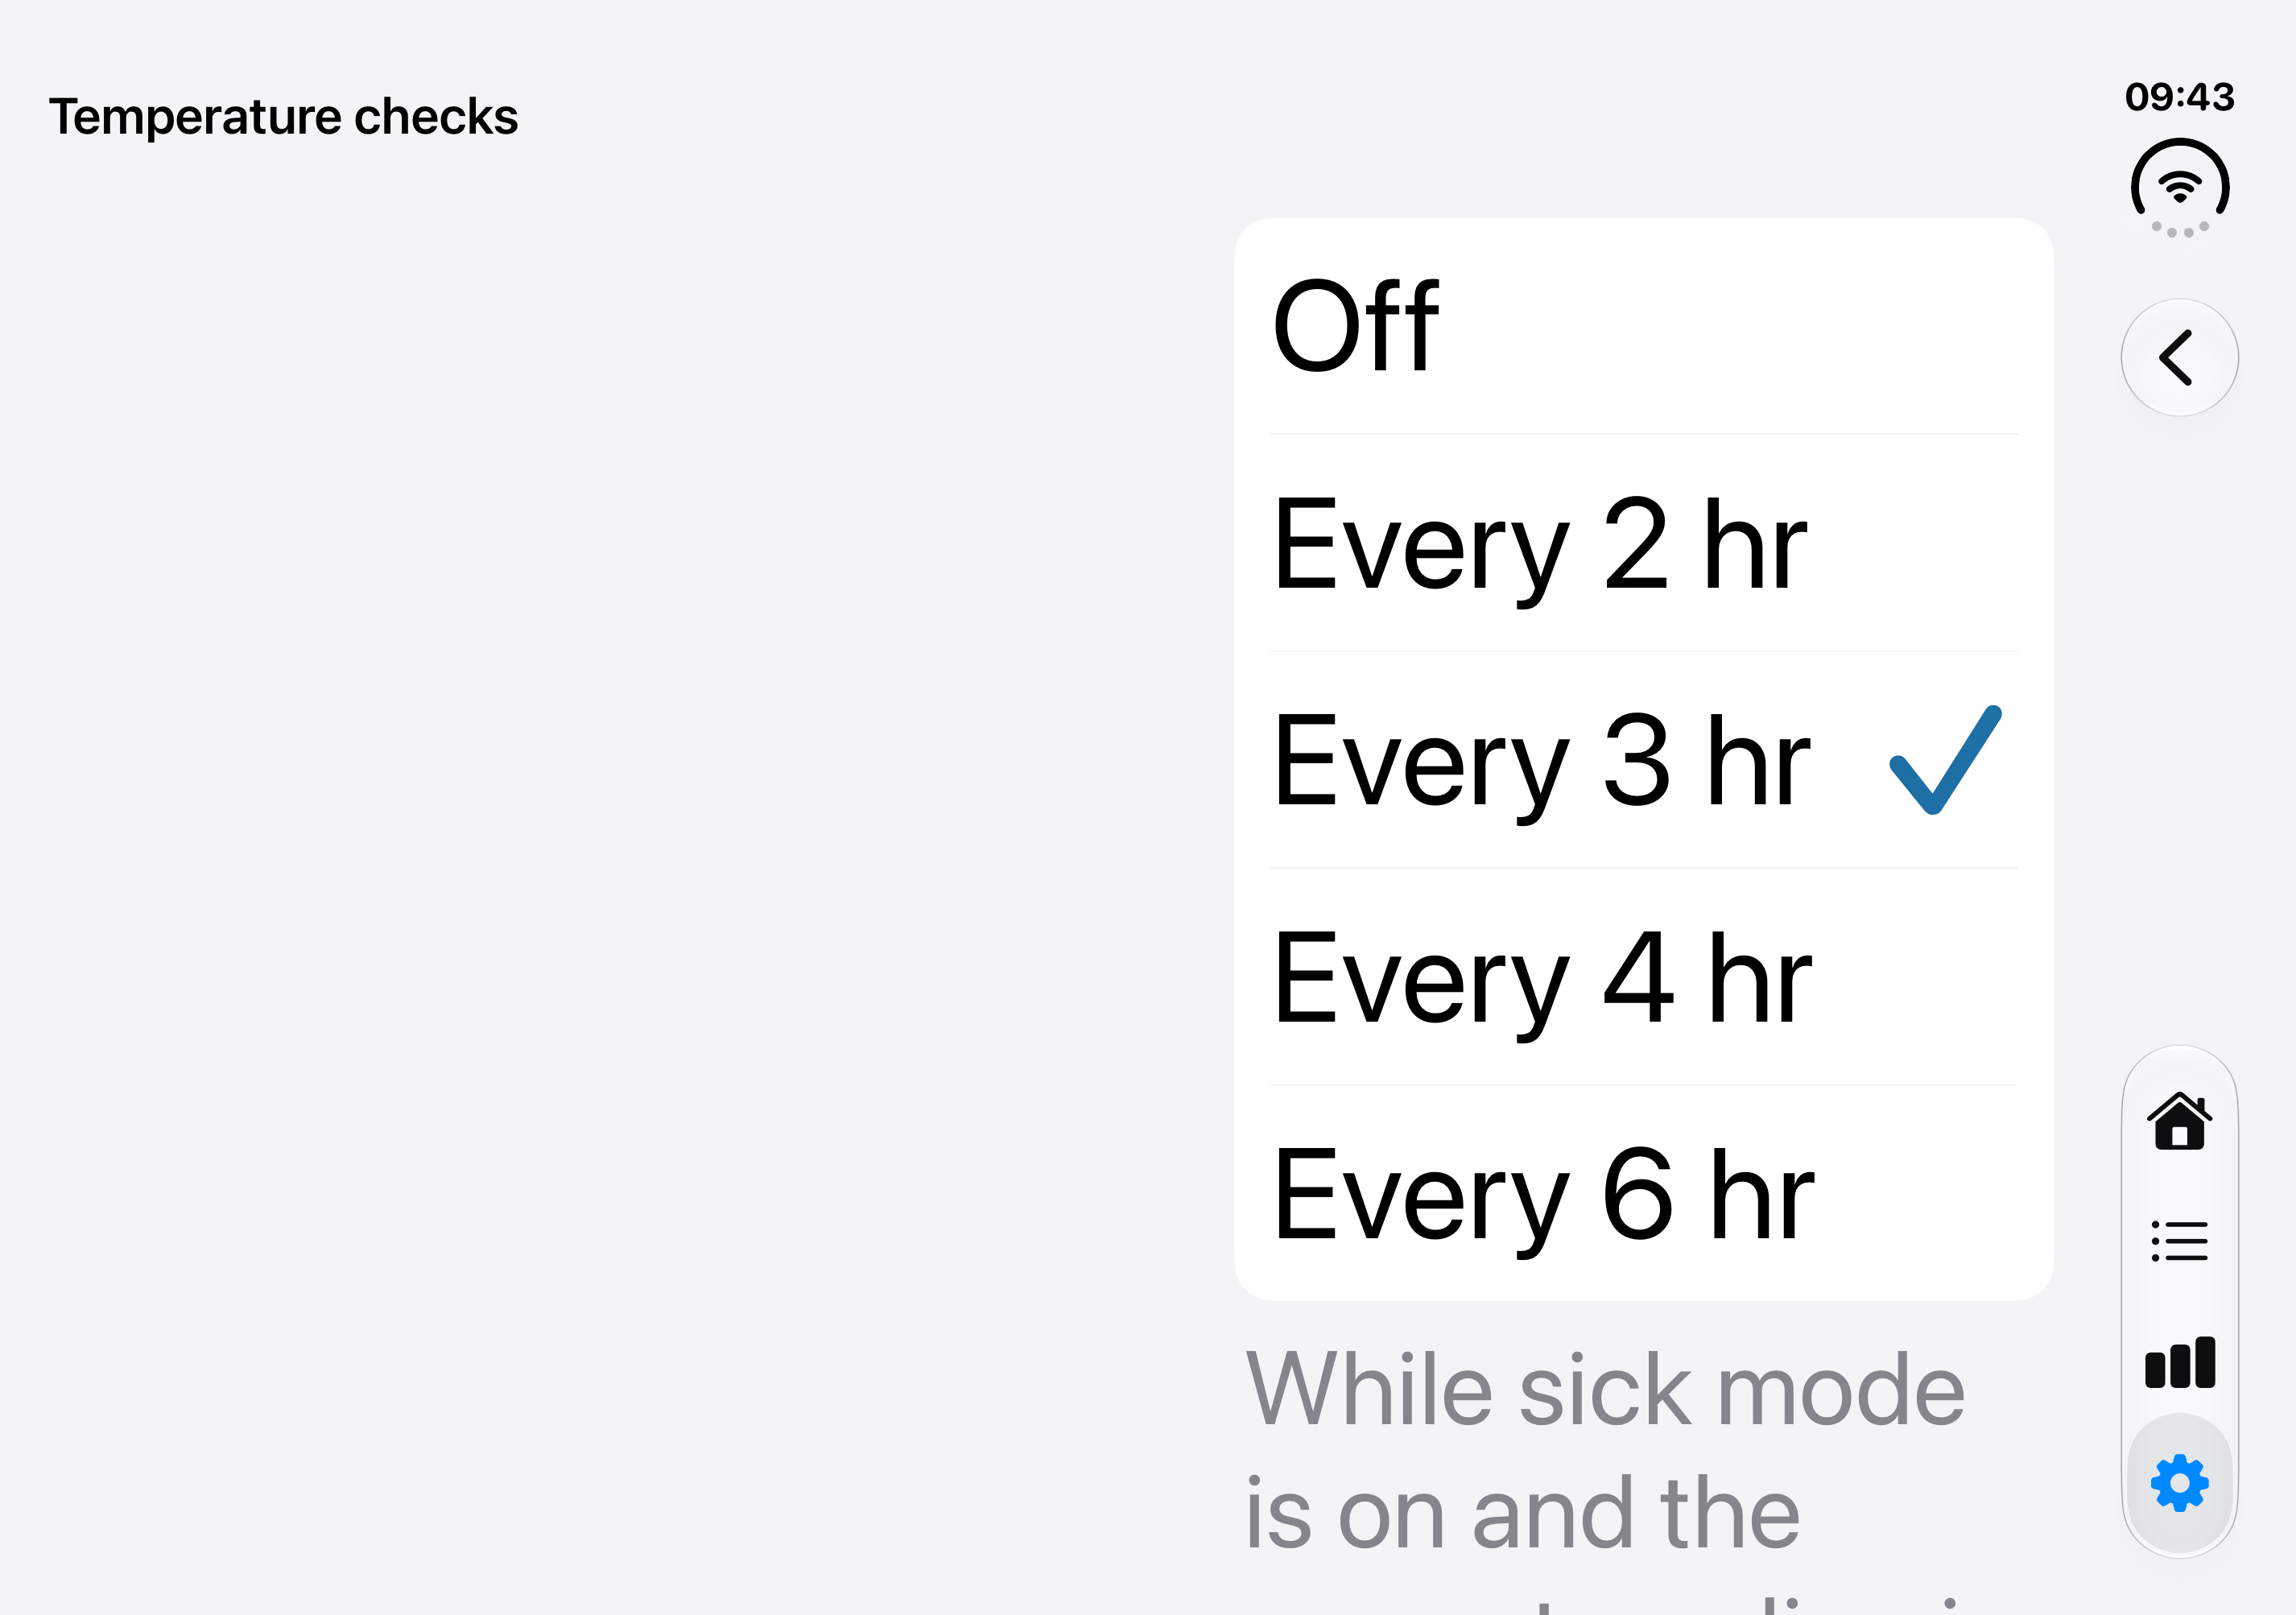 Temperature checks
09:43
Off
Every 2 hr
Every 3 hr
Every 4 hr
Every 6 hr
While sick mode
is on and the